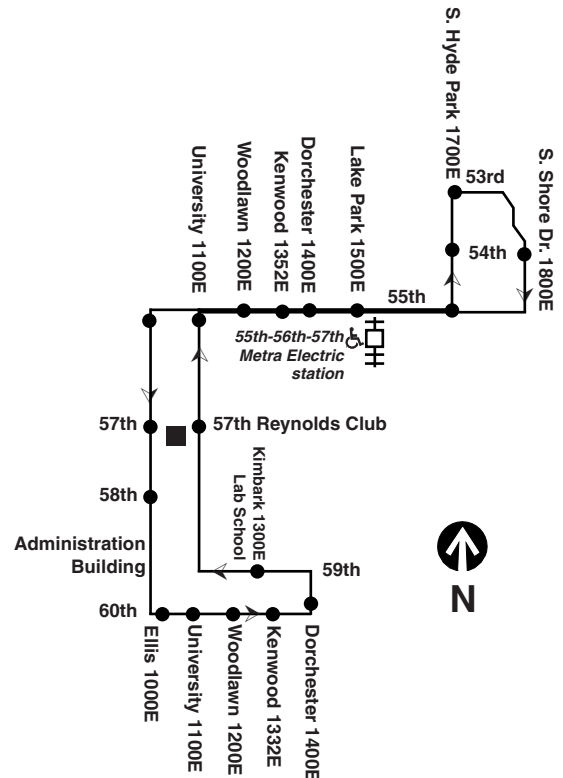 S. Hyde Park 1700E
S. Shore Dr. 1800E
University 1100E
Woodlawn 1200E
Kenwood 1352E
Dorchester 1400E
Lake Park 1500E
53rd
54th
55th
55th-56th-57th
Metra Electric
station
57th
57th Reynolds Club
58th
Kimbark 1300E
Lab School
Administration
Building
59th
60th
N
Ellis 1000E
University 1100E
Woodlawn 1200E
Kenwood 1332E
Dorchester 1400E